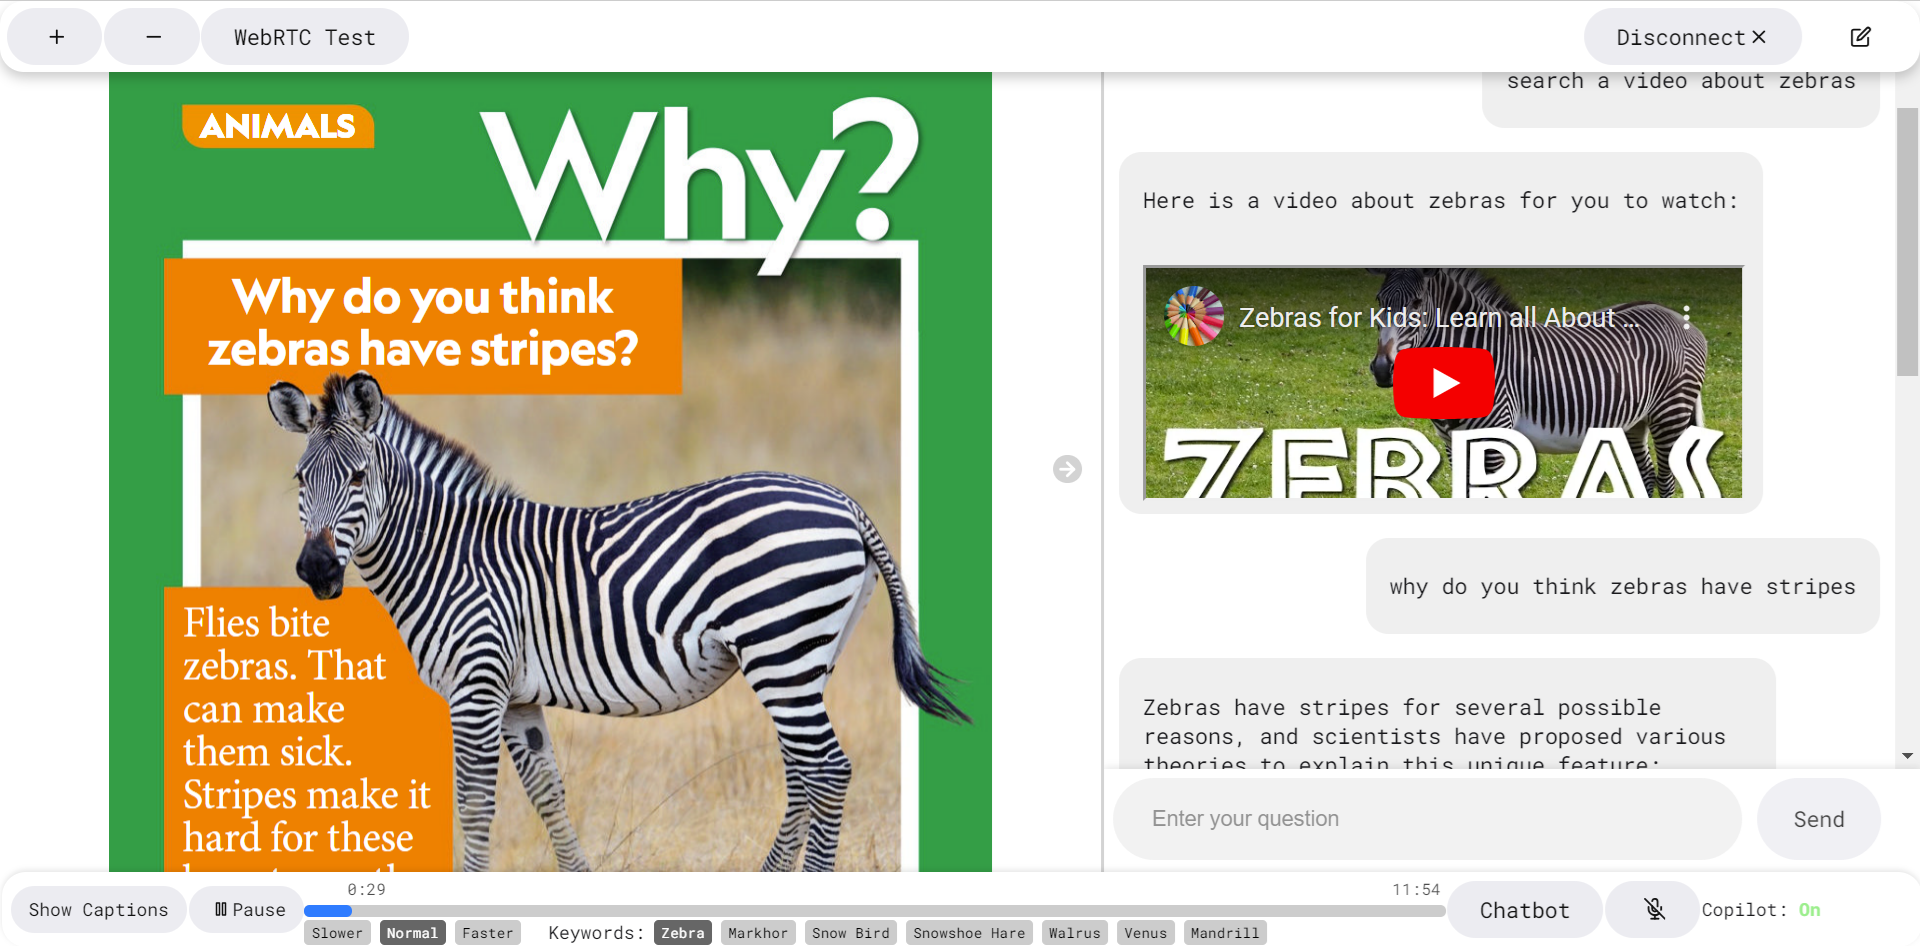 +
−
WebRTC Test
Disconnect ×
ANIMALS
Why?
Why do you think
zebras have stripes?
Flies bite
zebras. That
can make
them sick.
Stripes make it
hard for these
search a video about zebras
Here is a video about zebras for you to watch:
Zebras for Kids: Learn all About ...
ZEBRAS
why do you think zebras have stripes
Zebras have stripes for several possible
reasons, and scientists have proposed various
theories to explain this unique feature:
Enter your question
Send
Show Captions
Pause
0:29
11:54
Slower
Normal
Faster
Keywords:
Zebra
Markhor
Snow Bird
Snowshoe Hare
Walrus
Venus
Mandrill
Chatbot
Copilot: On